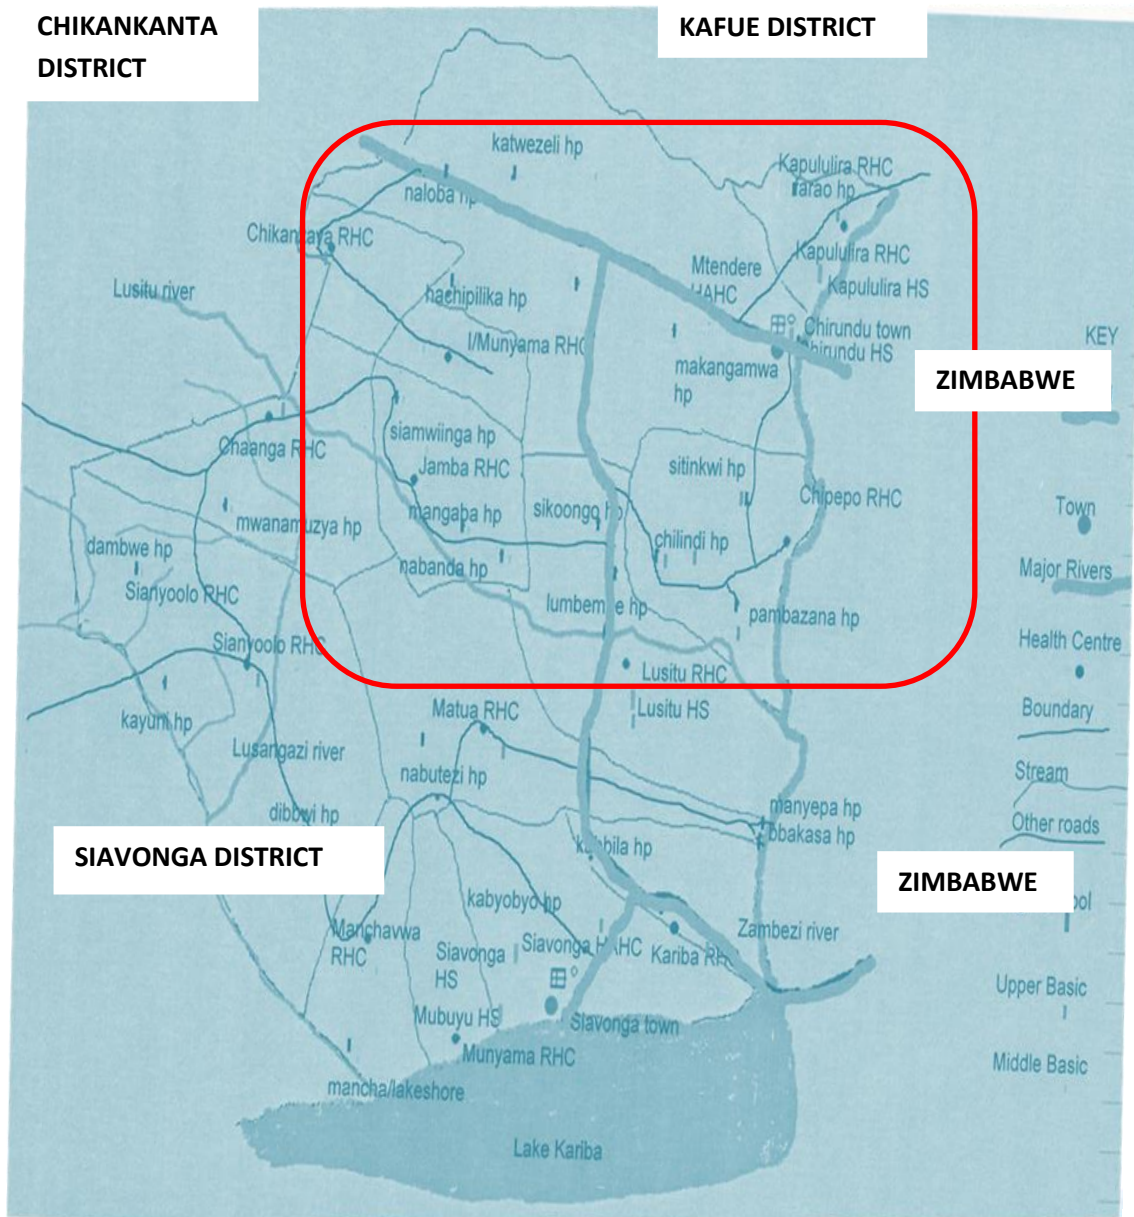 CHIKANKANTA
DISTRICT
KAFUE DISTRICT
katwezeli hp
naloba hp
Kapululira RHC
Chikanzaya RHC
Mtendere
HAHC
Kapululira RHC
Kapululira HS
Lusitu river
hachipilika hp
Chirundu town
Chirundu HS
KEY
I/Munyama RHC
makangamwa
hp
ZIMBABWE
siamwiinga hp
Chaanga RHC
Jamba RHC
sitinkwi hp
Chipepo RHC
mwanamuzya hp
mangaba hp
sikoongo hp
Town
dambwe hp
nabanda hp
chilindi hp
Major Rivers
Sianyoolo RHC
lumbembe hp
pambazana hp
Sianyoolo RHC
Health Centre
Lusitu RHC
Lusitu HS
kayuni hp
Matua RHC
Boundary
Lusangazi river
nabutezi hp
Stream
dibbwi hp
manyepa hp
bbakasa hp
Other roads
SIAVONGA DISTRICT
hp
ZIMBABWE
kabyobyo hp
Manchavwa
RHC
Siavonga
HS
Siavonga HAHC
Kariba RHC
Zambezi river
Upper Basic
Mubuyu HS
Siavonga town
Munyama RHC
Middle Basic
mancha/lakeshore
Lake Kariba